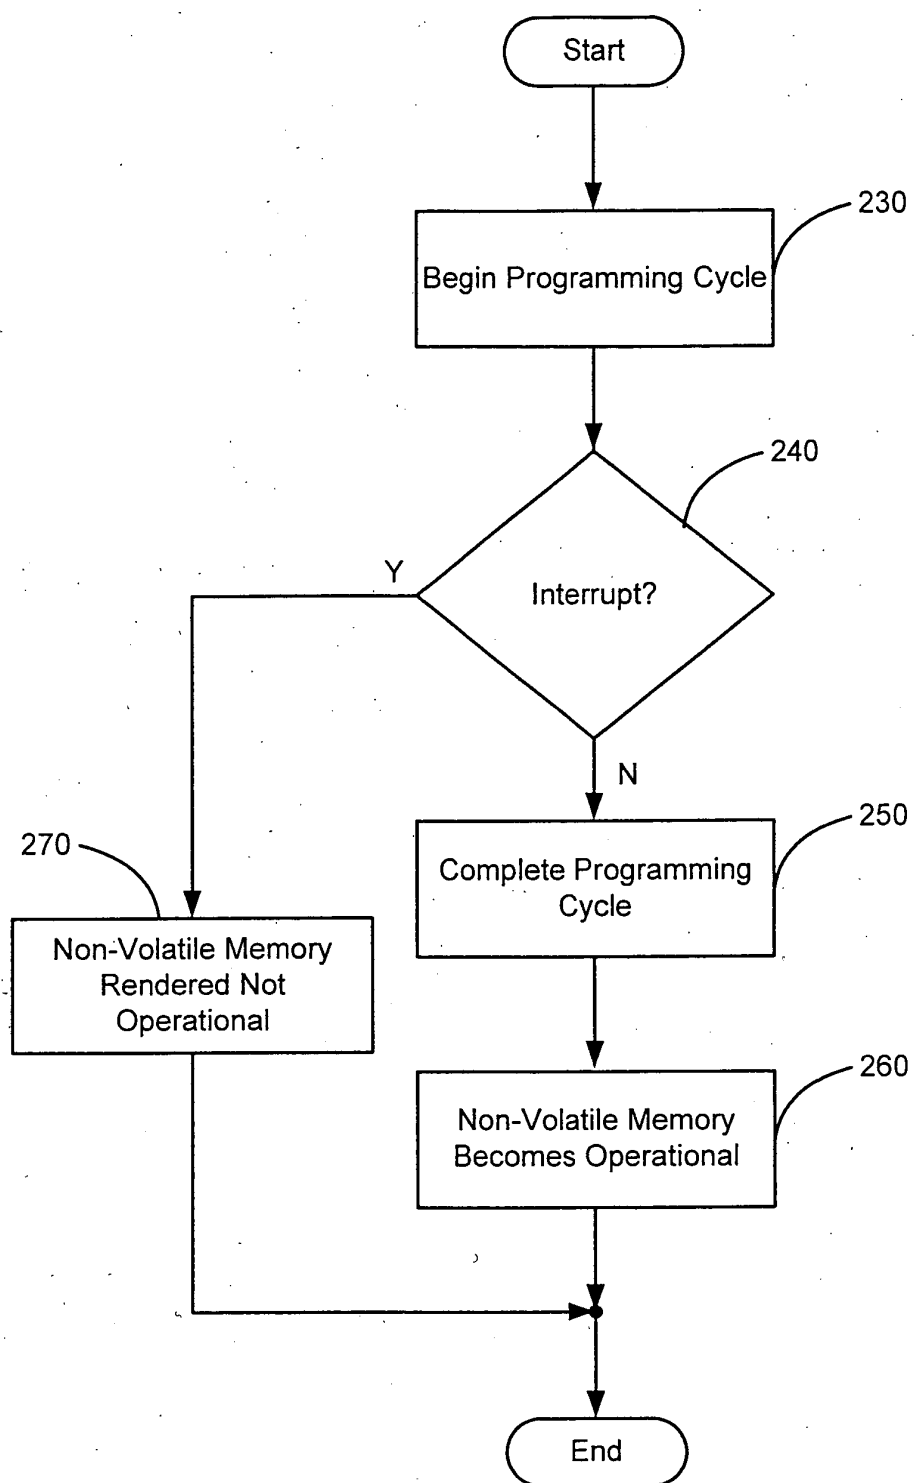 Start
230
Begin Programming Cycle
240
Y
Interrupt?
N
250
Complete Programming
Cycle
270
Non-Volatile Memory
Rendered Not
Operational
260
Non-Volatile Memory
Becomes Operational
End